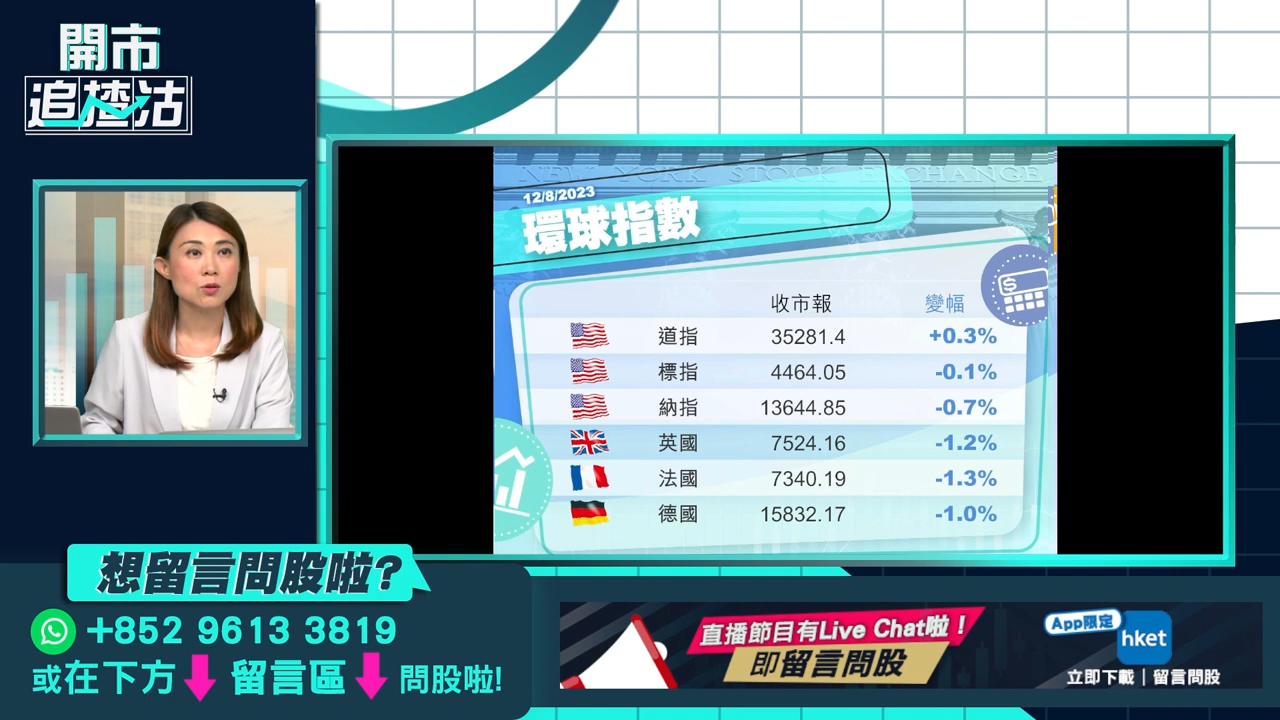 開市
追揸沽
NEW YORK STOCK EXCHANGE
12/8/2023
環球指數
收市報 變幅
道指 35281.4 +0.3%
標指 4464.05 -0.1%
納指 13644.85 -0.7%
英國 7524.16 -1.2%
法國 7340.19 -1.3%
德國 15832.17 -1.0%
想留言問股啦?
+852 9613 3819
或在下方 留言區 問股啦!
直播節目有Live Chat啦!
即留言問股
App限定
hket
立即下載|留言問股